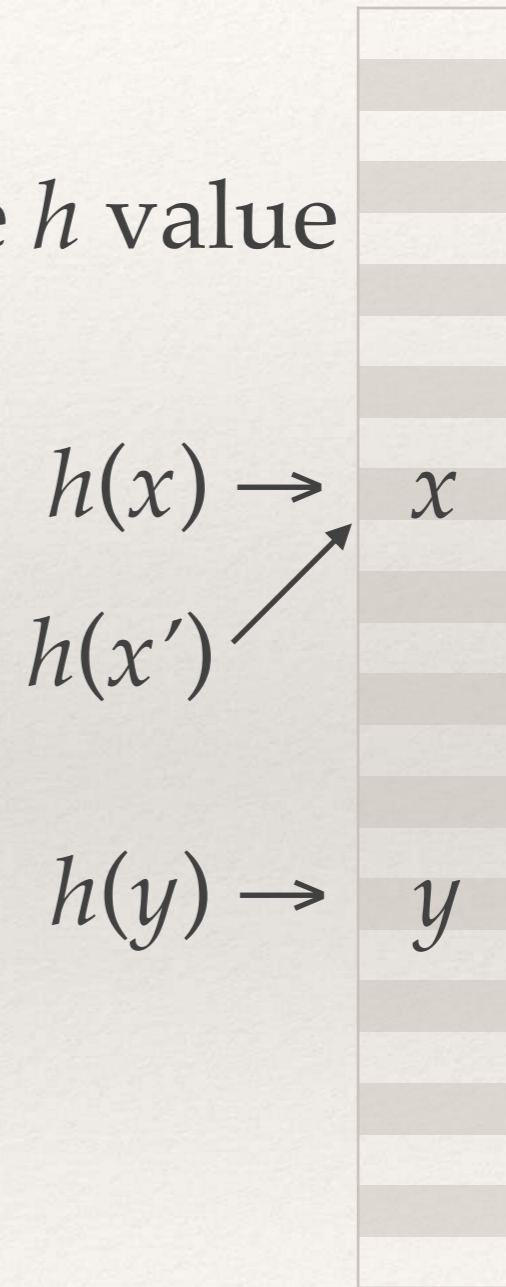 h value
h(x) → x
h(x′)
h(y) → y